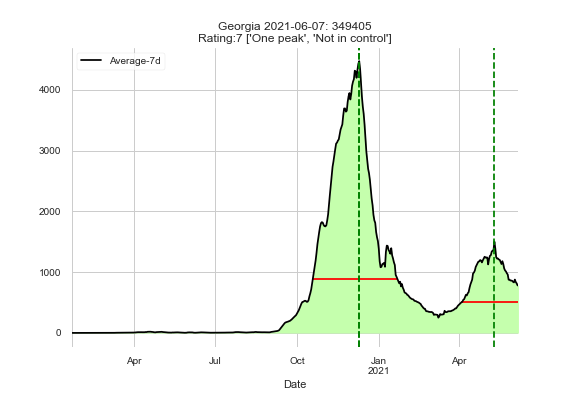 Georgia 2021-06-07: 349405
Rating:7 ['One peak', 'Not in control']
Average-7d
4000
3000
2000
1000
0
Apr
Jul
Oct
Jan
2021
Apr
Date